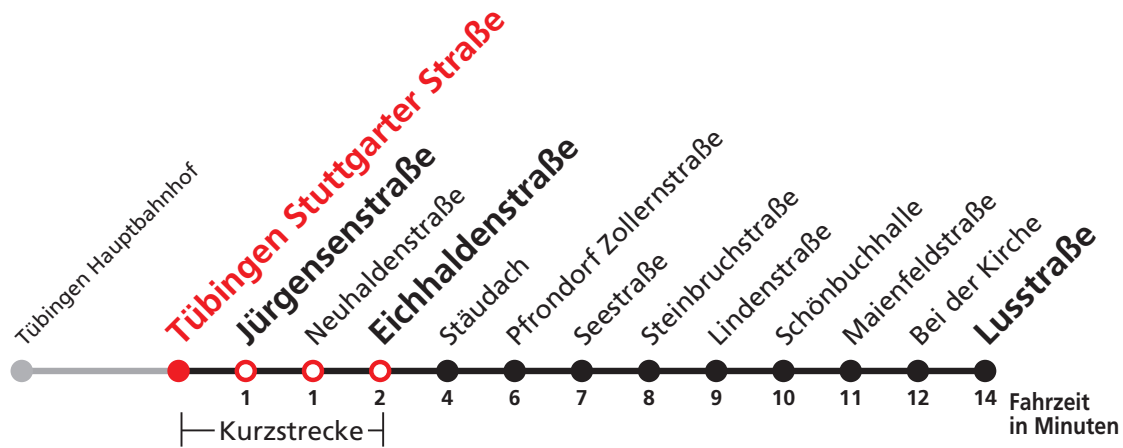 Tübingen Hauptbahnhof
Tübingen Stuttgarter Straße
Jürgensenstraße
Neuhaldenstraße
Eichhaldenstraße
Stäudach
Pfrondorf Zollernstraße
Seestraße
Steinbruchstraße
Lindenstraße
Schönbuchhalle
Maienfeldstraße
Bei der Kirche
Lusstraße
1 1 2 4 6 7 8 9 10 11 12 14
Fahrzeit
in Minuten
Kurzstrecke